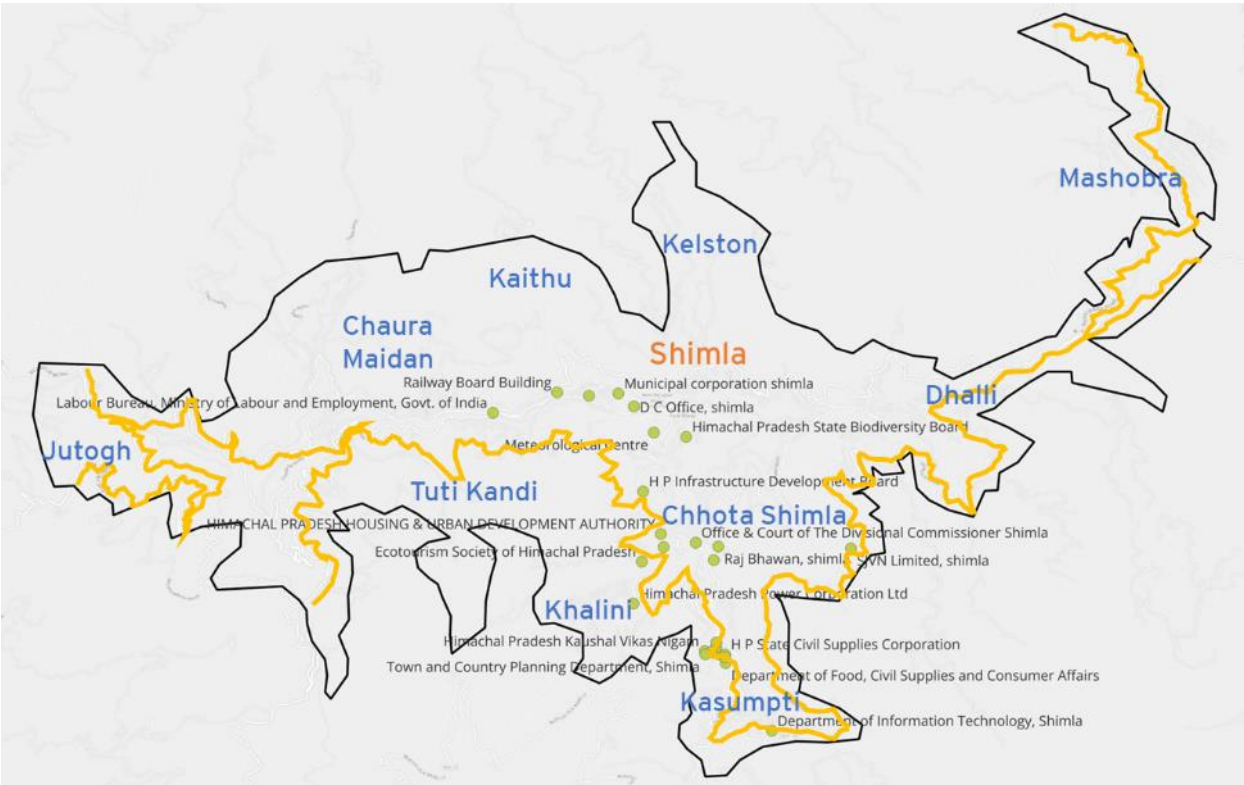 Mashobra
Kelston
Kaithu
Chaura
Maidan
Shimla
Railway Board Building
Municipal corporation shimla
Dhalli
Labour Bureau, Ministry of Labour and Employment, Govt. of India
D C Office, shimla
Himachal Pradesh State Biodiversity Board
Meteorological Centre
Jutogh
H P Infrastructure Development Board
Tuti Kandi
Chhota Shimla
HIMACHAL PRADESH HOUSING & URBAN DEVELOPMENT AUTHORITY
Office & Court of The Divisional Commissioner Shimla
Ecotourism Society of Himachal Pradesh
Raj Bhawan, shimla
SJVN Limited, shimla
Himachal Pradesh Power Corporation Ltd
Khalini
Himachal Pradesh Kaushal Vikas Nigam
H P State Civil Supplies Corporation
Town and Country Planning Department, Shimla
Department of Food, Civil Supplies and Consumer Affairs
Kasumpti
Department of Information Technology, Shimla